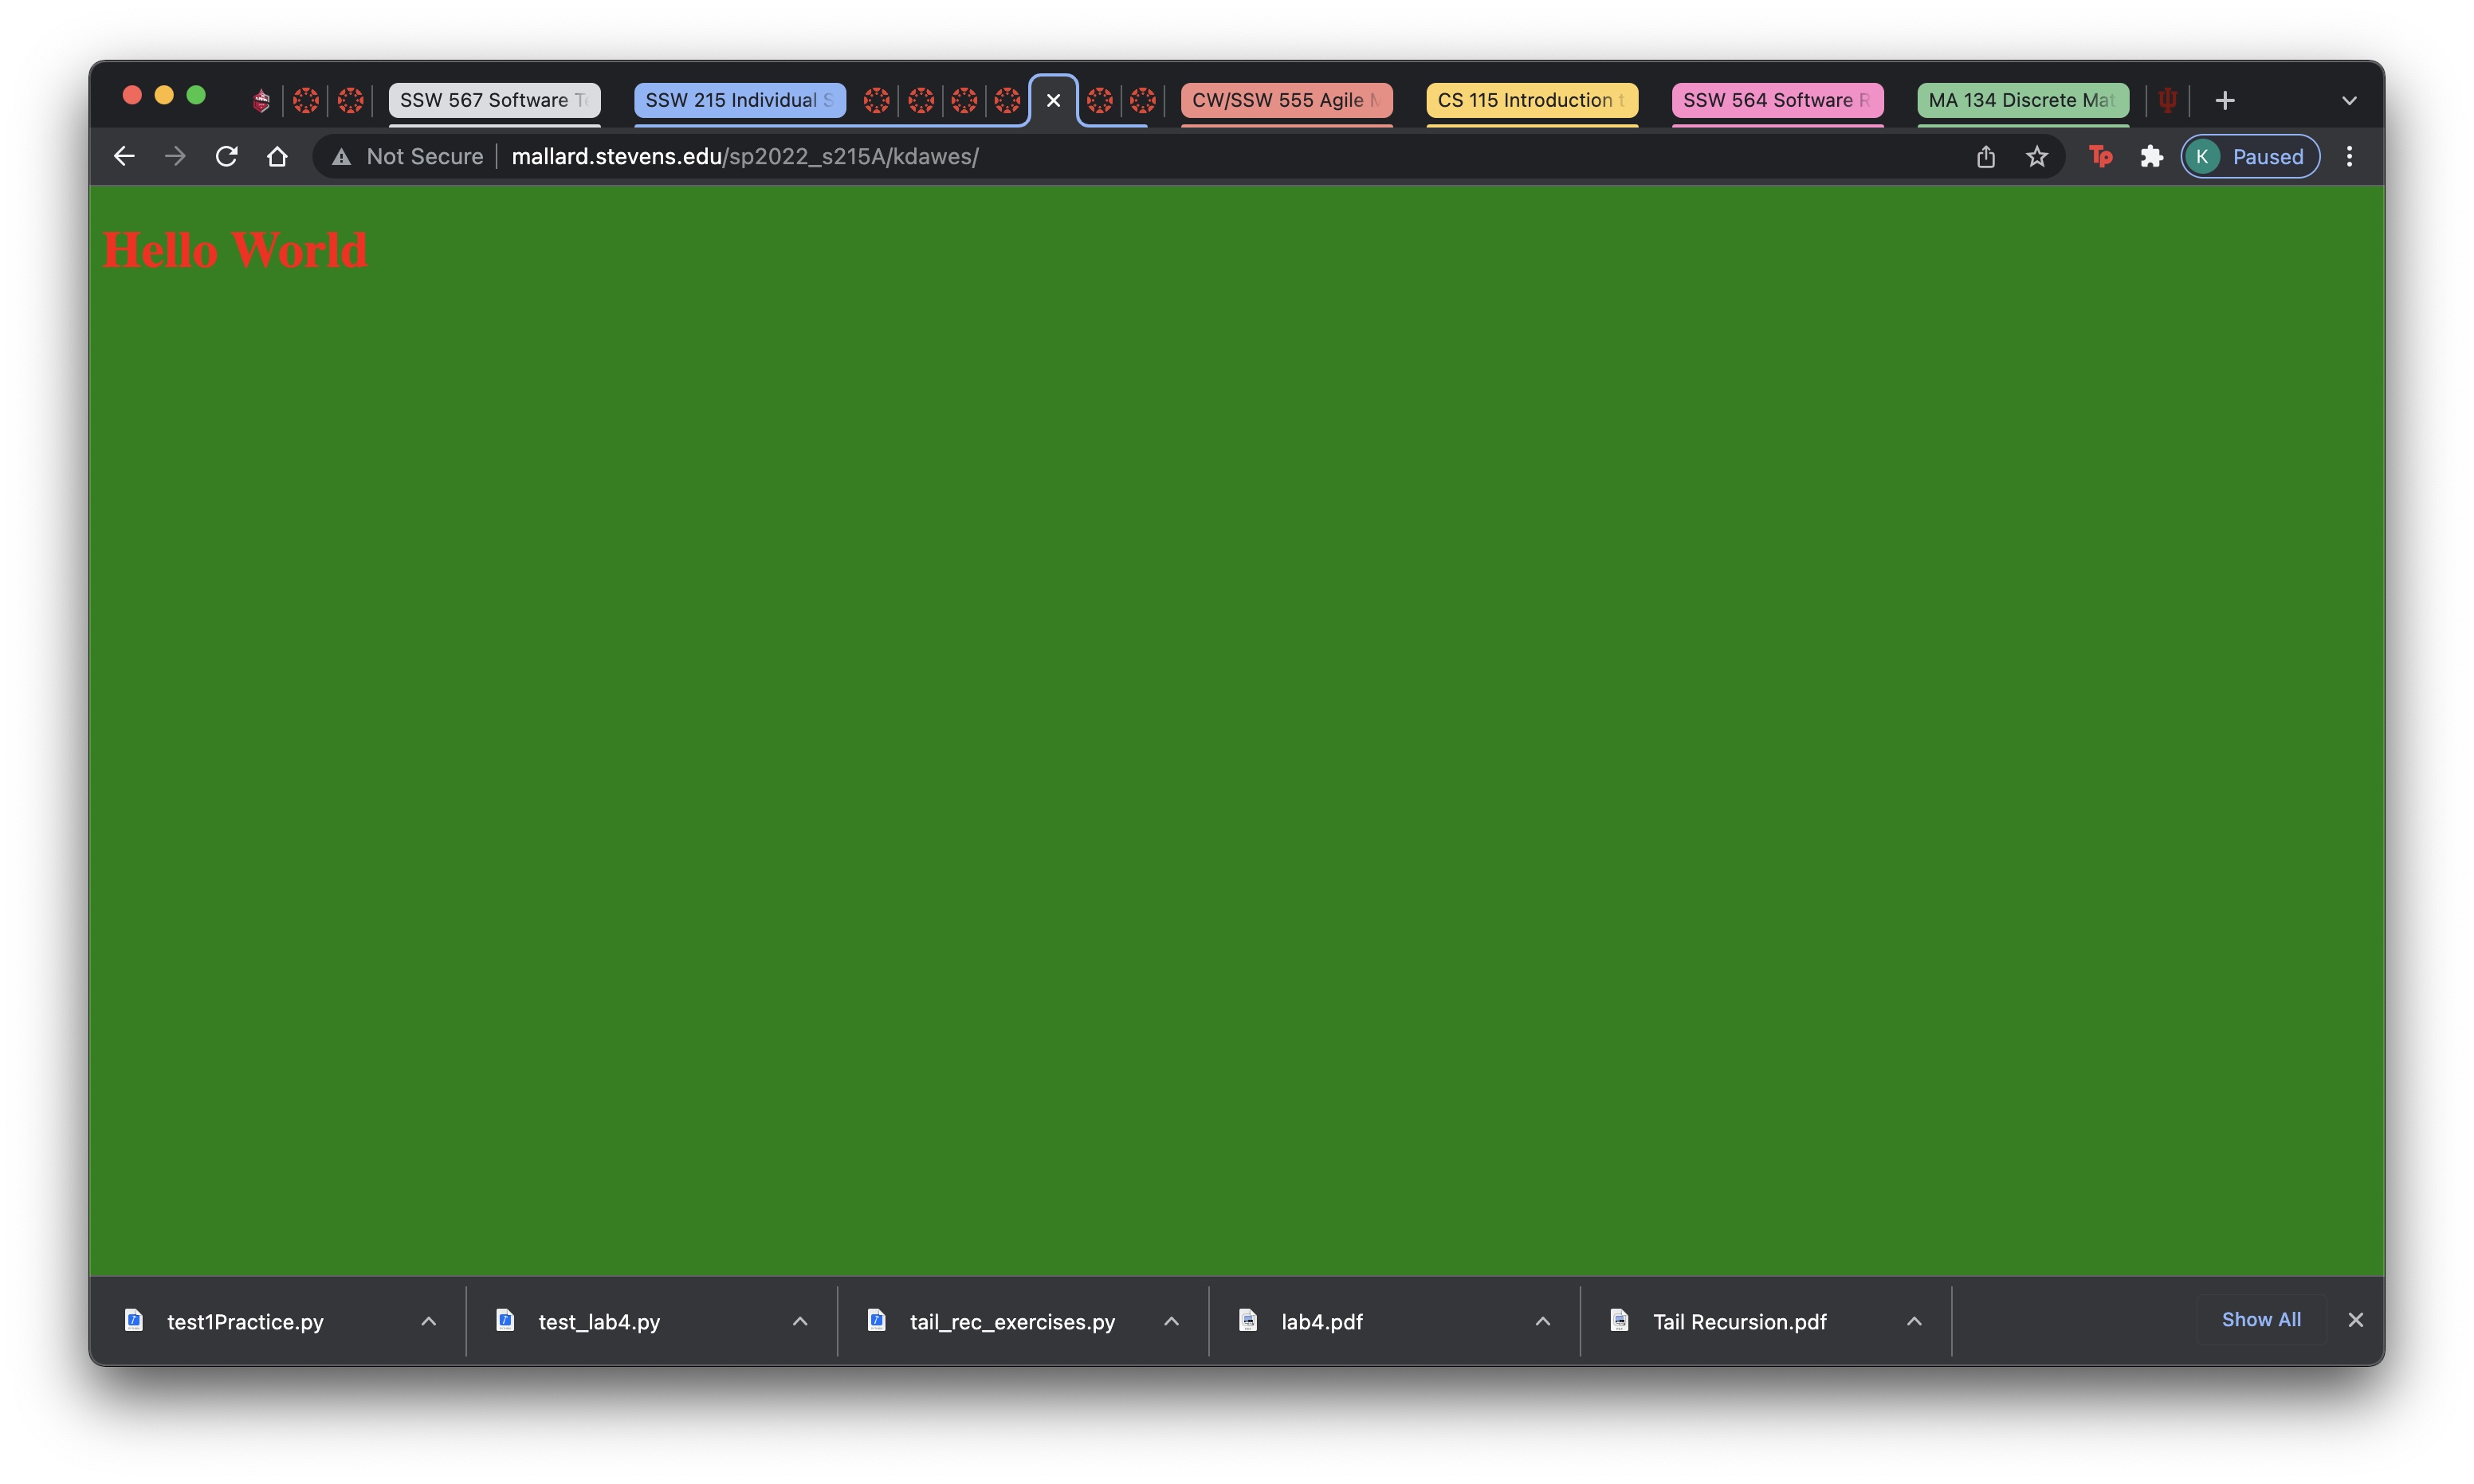 SSW 567 Software
SSW 215 Individual
CW/SSW 555 Agile
CS 115 Introduction
SSW 564 Software
MA 134 Discrete
Not Secure
mallard.stevens.edu/sp2022_s215A/kdawes/
Tp
K
Paused
Hello World
test1Practice.py
test_lab4.py
tail_rec_exercises.py
lab4.pdf
Tail Recursion.pdf
Show All